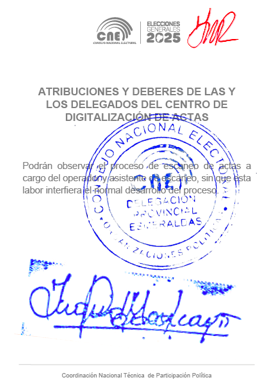 CNE
CONSEJO NACIONAL ELECTORAL
ELECCIONES
GENERALES
2025
ATRIBUCIONES Y DEBERES DE LAS Y
LOS DELEGADOS DEL CENTRO DE
DIGITALIZACIÓN DE ACTAS
Podrán observar el proceso de escaneo de actas a
cargo del operador y asistente de escaneo, sin que esta
labor interfiera el normal desarrollo del proceso.
CONSEJO NACIONAL ELECTORAL
CNE
DELEGACIÓN
PROVINCIAL
ESMERALDAS
Coordinación Nacional Técnica de Participación Política